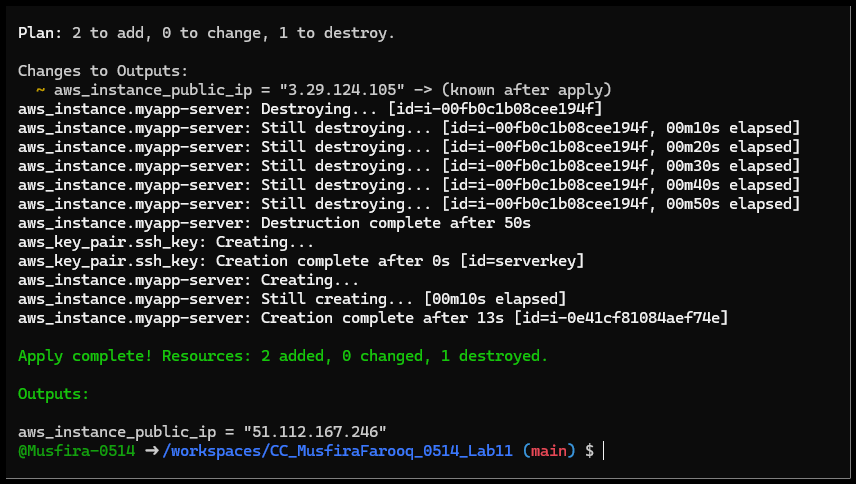 Plan: 2 to add, 0 to change, 1 to destroy.
Changes to Outputs:
  ~ aws_instance_public_ip = "3.29.124.105" -> (known after apply)
aws_instance.myapp-server: Destroying... [id=i-00fb0c1b08cee194f]
aws_instance.myapp-server: Still destroying... [id=i-00fb0c1b08cee194f, 00m10s elapsed]
aws_instance.myapp-server: Still destroying... [id=i-00fb0c1b08cee194f, 00m20s elapsed]
aws_instance.myapp-server: Still destroying... [id=i-00fb0c1b08cee194f, 00m30s elapsed]
aws_instance.myapp-server: Still destroying... [id=i-00fb0c1b08cee194f, 00m40s elapsed]
aws_instance.myapp-server: Still destroying... [id=i-00fb0c1b08cee194f, 00m50s elapsed]
aws_instance.myapp-server: Destruction complete after 50s
aws_key_pair.ssh_key: Creating...
aws_key_pair.ssh_key: Creation complete after 0s [id=serverkey]
aws_instance.myapp-server: Creating...
aws_instance.myapp-server: Still creating... [00m10s elapsed]
aws_instance.myapp-server: Creation complete after 13s [id=i-0e41cf81084aef74e]
Apply complete! Resources: 2 added, 0 changed, 1 destroyed.
Outputs:
aws_instance_public_ip = "51.112.167.246"
@Musfira-0514 ➜ /workspaces/CC_MusfiraFarooq_0514_Lab11 (main) $